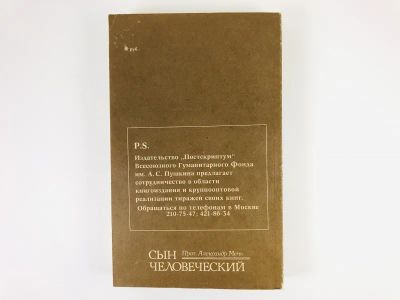 руб.
P.S.
Издательство „Постскриптум"
Всесоюзного Гуманитарного Фонда
им. А. С. Пушкина предлагает
сотрудничество в области
книгоиздания и крупнооптовой
реализации тиражей своих книг.
Обращаться по телефонам в Москве
210-75-47; 421-86-34
СЫН Прот. Александр Мень
ЧЕЛОВЕЧЕСКИЙ